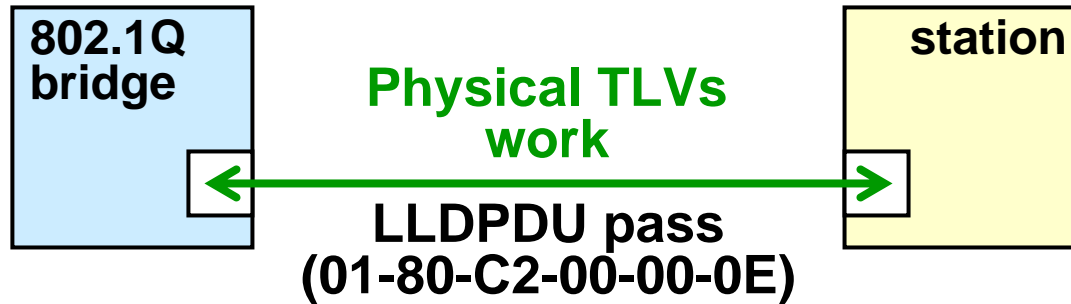 802.1Q
bridge
station
Physical TLVs
work
LLDPDU pass
(01-80-C2-00-00-0E)